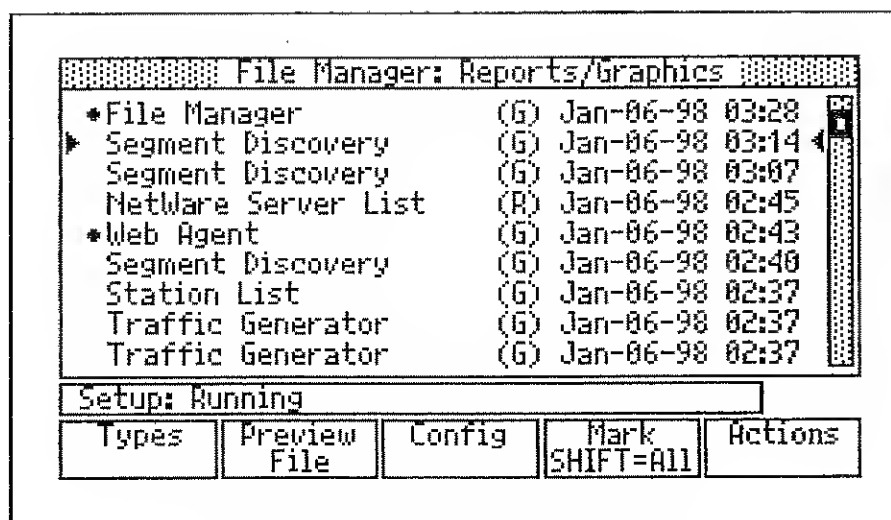 File Manager: Reports/Graphics
•File Manager (G) Jan-06-98 03:28
Segment Discovery (G) Jan-06-98 03:14
Segment Discovery (G) Jan-06-98 03:07
NetWare Server List (R) Jan-06-98 02:45
•Web Agent (G) Jan-06-98 02:43
Segment Discovery (G) Jan-06-98 02:40
Station List (G) Jan-06-98 02:37
Traffic Generator (G) Jan-06-98 02:37
Traffic Generator (G) Jan-06-98 02:37
Setup: Running
Types Preview File Config Mark SHIFT=All Actions